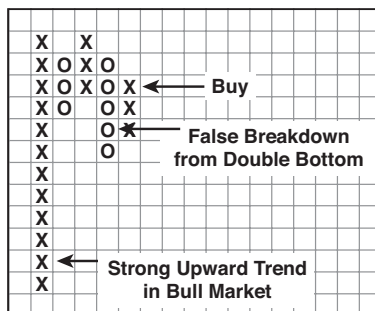 X X
X O X O
X O X O X Buy
X O O X
X O X False Breakdown
X O from Double Bottom
X
X
X
X
X Strong Upward Trend
X in Bull Market